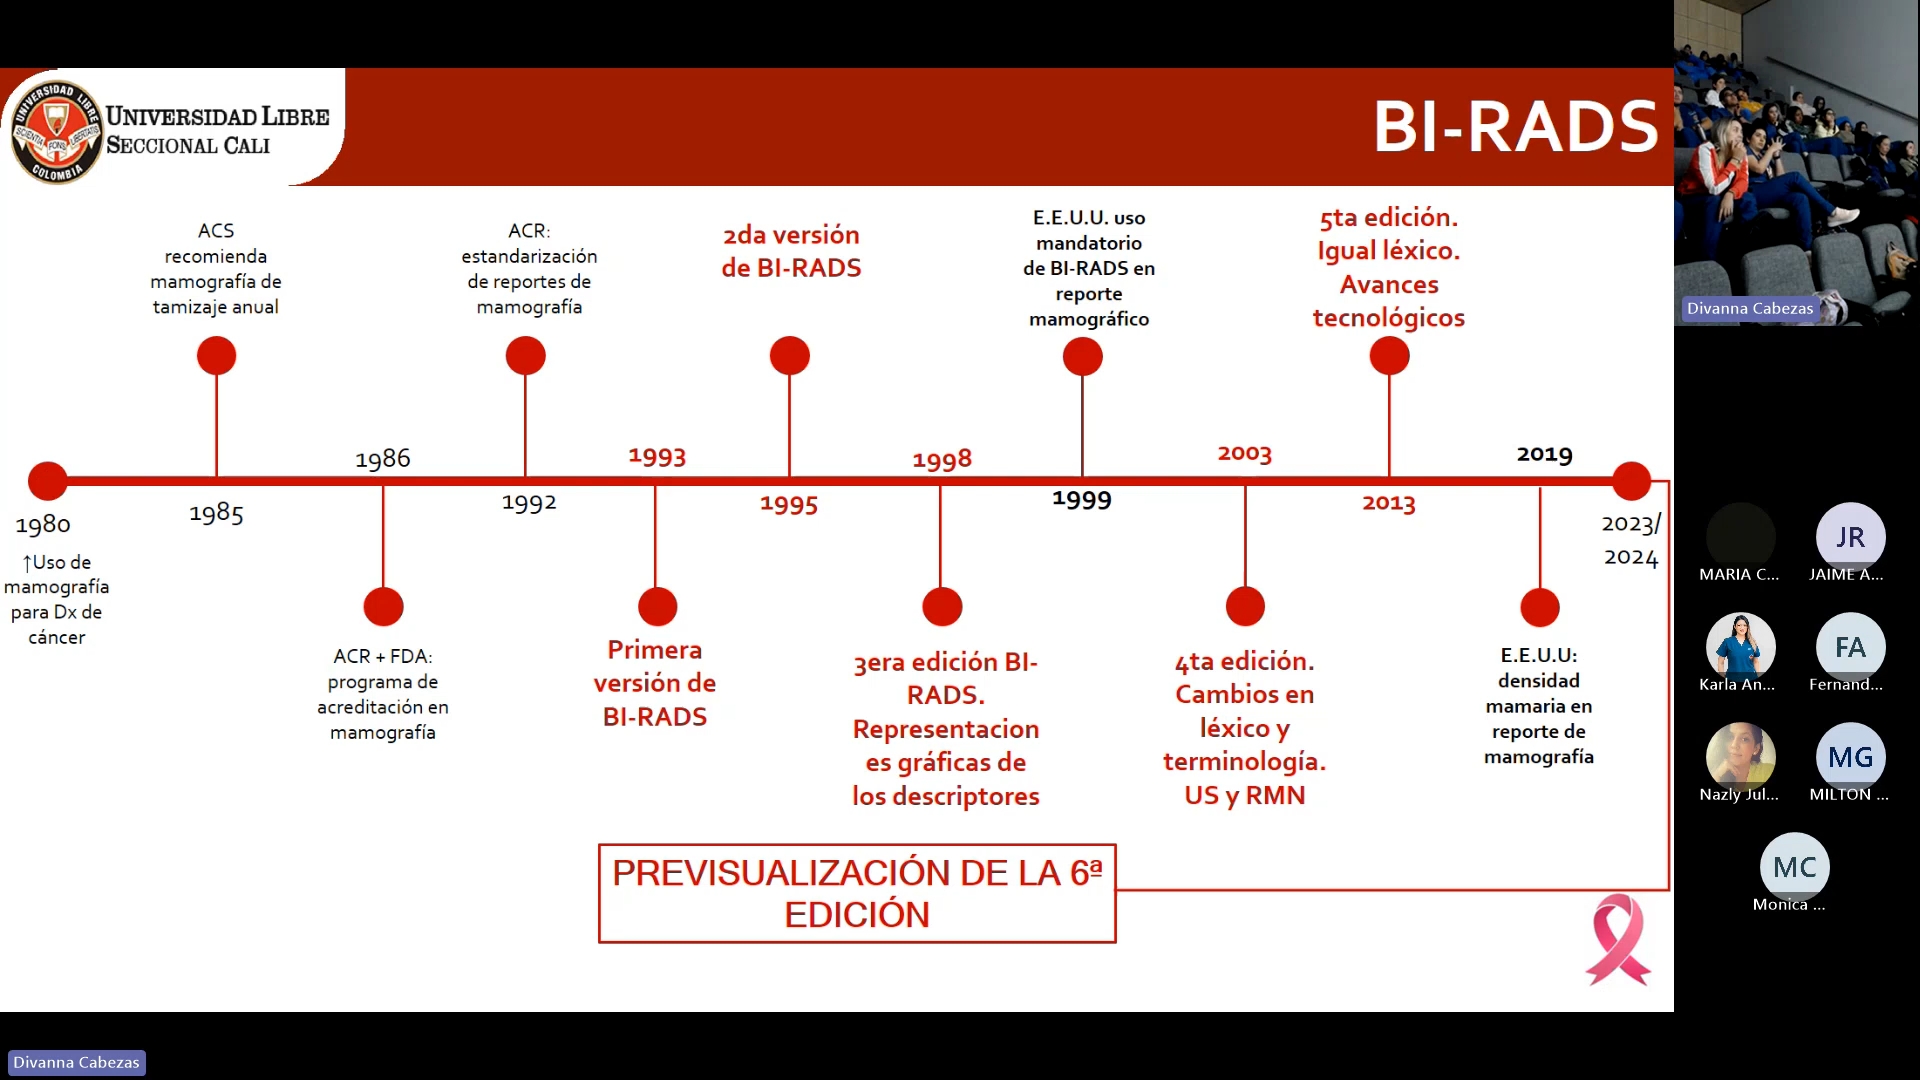 UNIVERSIDAD LIBRE
COLOMBIA
SCIENTIA
FONS
LIBERTATIS
UNIVERSIDAD LIBRE
SECCIONAL CALI
BI-RADS
ACS
recomienda
mamografía de
tamizaje anual
ACR:
estandarización
de reportes de
mamografía
2da versión
de BI-RADS
E.E.U.U. uso
mandatorio
de BI-RADS en
reporte
mamográfico
5ta edición.
Igual léxico.
Avances
tecnológicos
1980
1985
1986
1992
1993
1995
1998
1999
2003
2013
2019
2023/
2024
↑Uso de
mamografía
para Dx de
cáncer
ACR + FDA:
programa de
acreditación en
mamografía
Primera
versión de
BI-RADS
3era edición BI-
RADS.
Representacion
es gráficas de
los descriptores
4ta edición.
Cambios en
léxico y
terminología.
US y RMN
E.E.U.U:
densidad
mamaria en
reporte de
mamografía
PREVISUALIZACIÓN DE LA 6ª
EDICIÓN
Divanna Cabezas
JR
MARIA C...
JAIME A...
FA
Karla An...
Fernand...
MG
Nazly Jul...
MILTON ...
MC
Monica ...
Divanna Cabezas